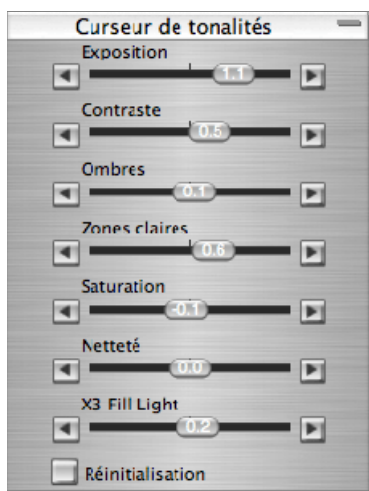 Curseur de tonalités
Exposition
1.1
Contraste
0.5
Ombres
0.1
Zones claires
0.6
Saturation
-0.1
Netteté
0.0
X3 Fill Light
0.2
Réinitialisation